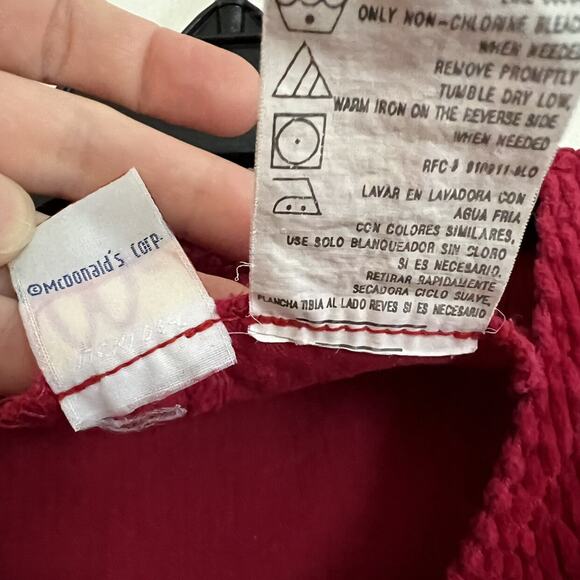 ©McDonald's Corp.
ONLY NON-CHLORINE BLEACH
WHEN NEEDED
REMOVE PROMPTLY
TUMBLE DRY LOW,
WARM IRON ON THE REVERSE SIDE
WHEN NEEDED
RFC #
LAVAR EN LAVADORA CON
AGUA FRIA
CON COLORES SIMILARES,
USE SOLO BLANQUEADOR SIN CLORO
SI ES NECESARIO.
RETIRAR RAPIDAMENTE
SECADORA CICLO SUAVE,
PLANCHA TIBIA AL LADO REVES SI ES NECESARIO